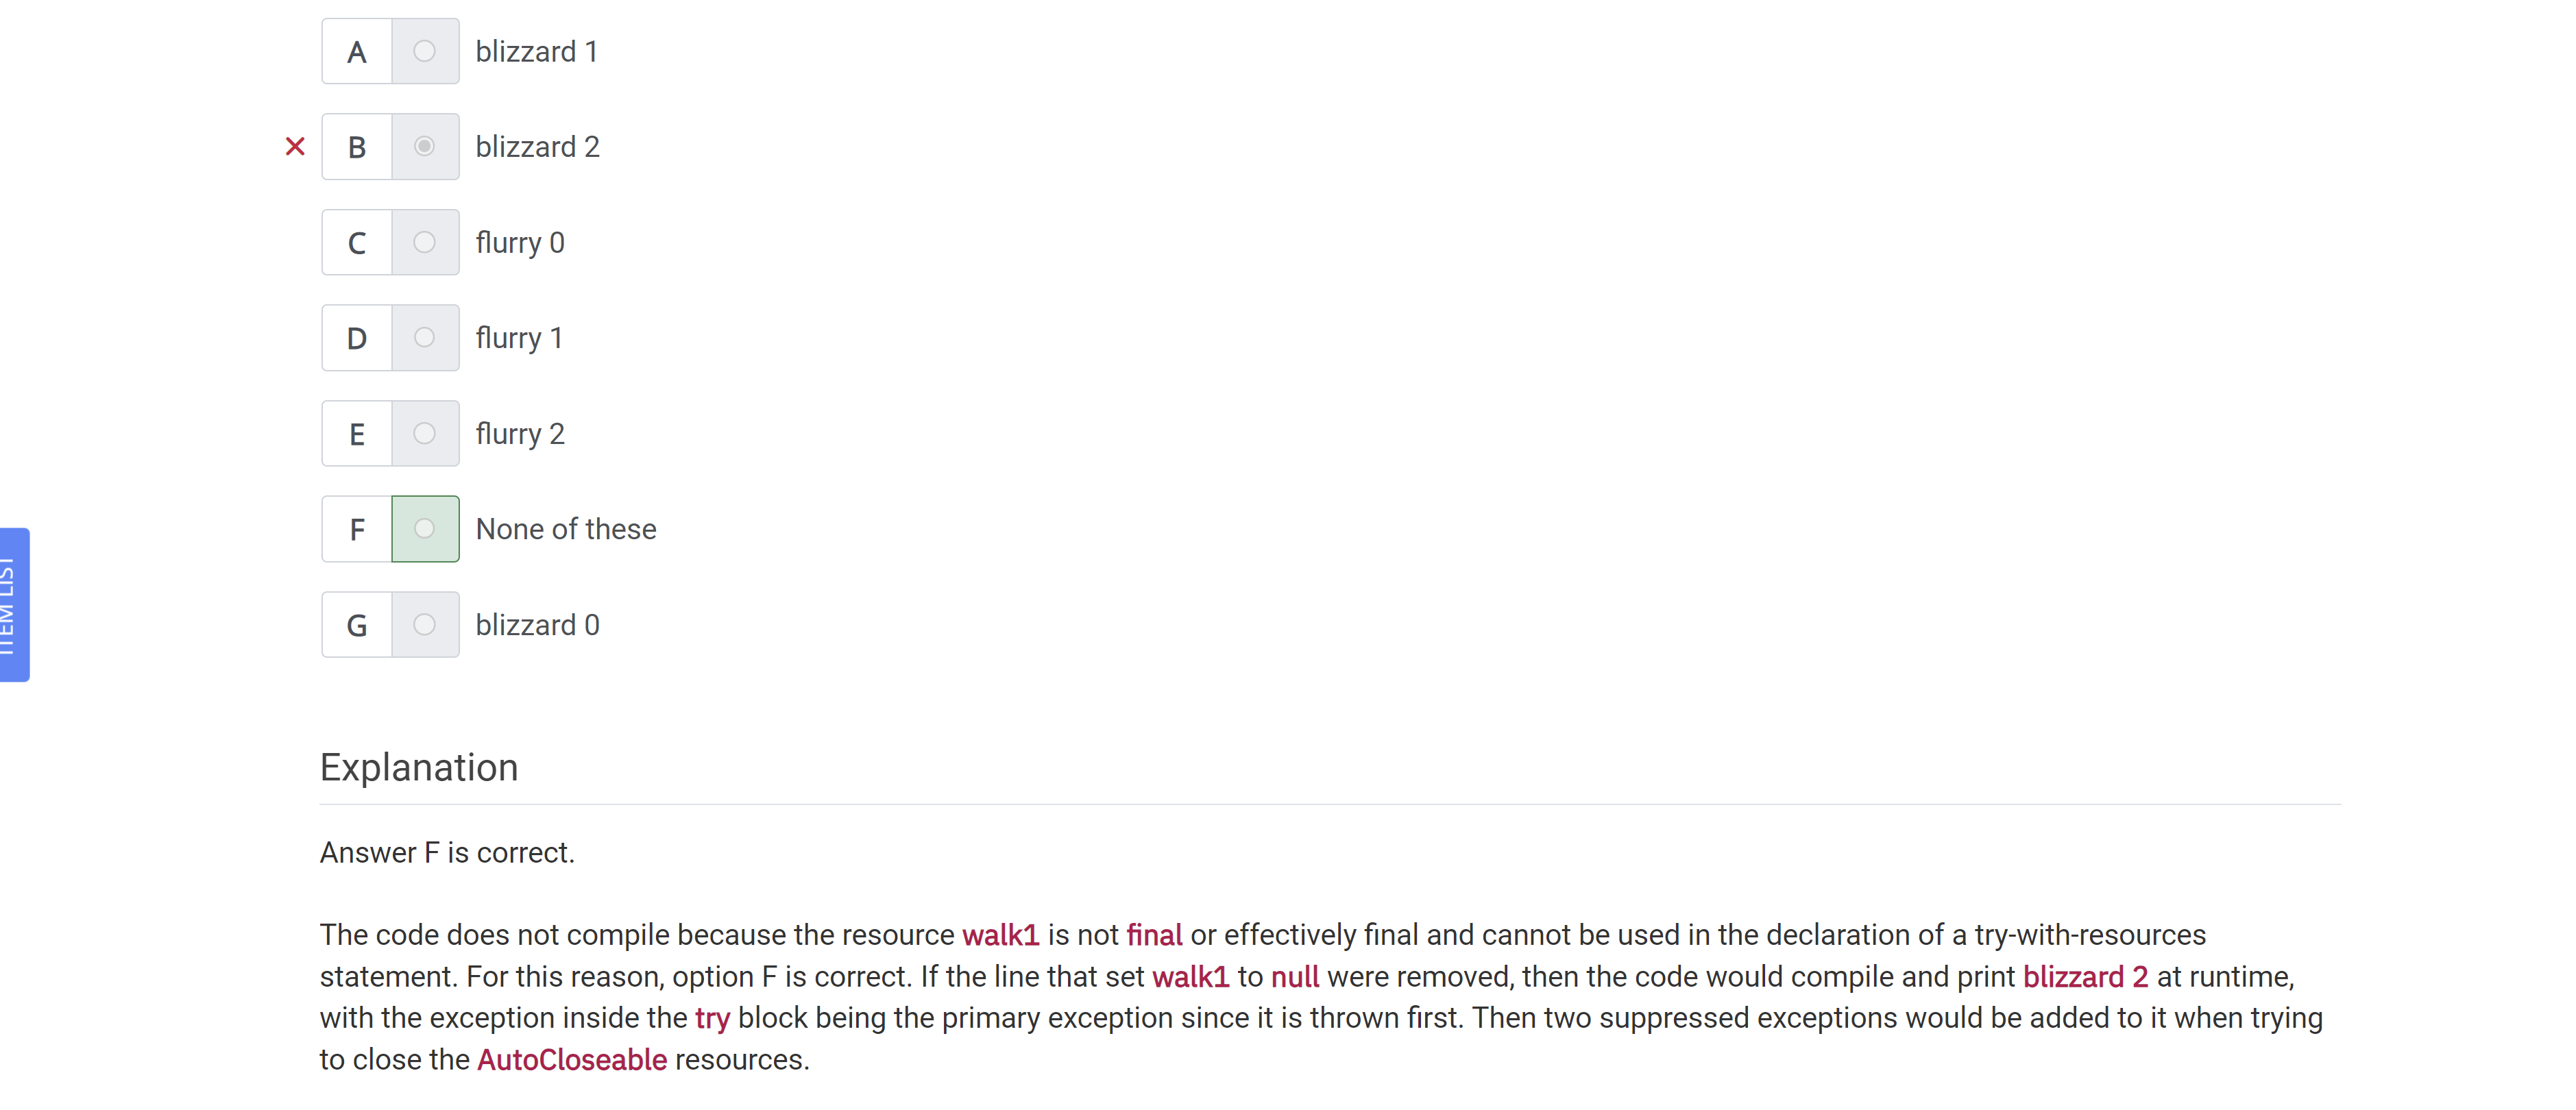 A blizzard 1
B blizzard 2
C flurry 0
D flurry 1
E flurry 2
F None of these
ITEM LIST
G blizzard 0
Explanation
Answer F is correct.
The code does not compile because the resource walk1 is not final or effectively final and cannot be used in the declaration of a try-with-resources
statement. For this reason, option F is correct. If the line that set walk1 to null were removed, then the code would compile and print blizzard 2 at runtime,
with the exception inside the try block being the primary exception since it is thrown first. Then two suppressed exceptions would be added to it when trying
to close the AutoCloseable resources.